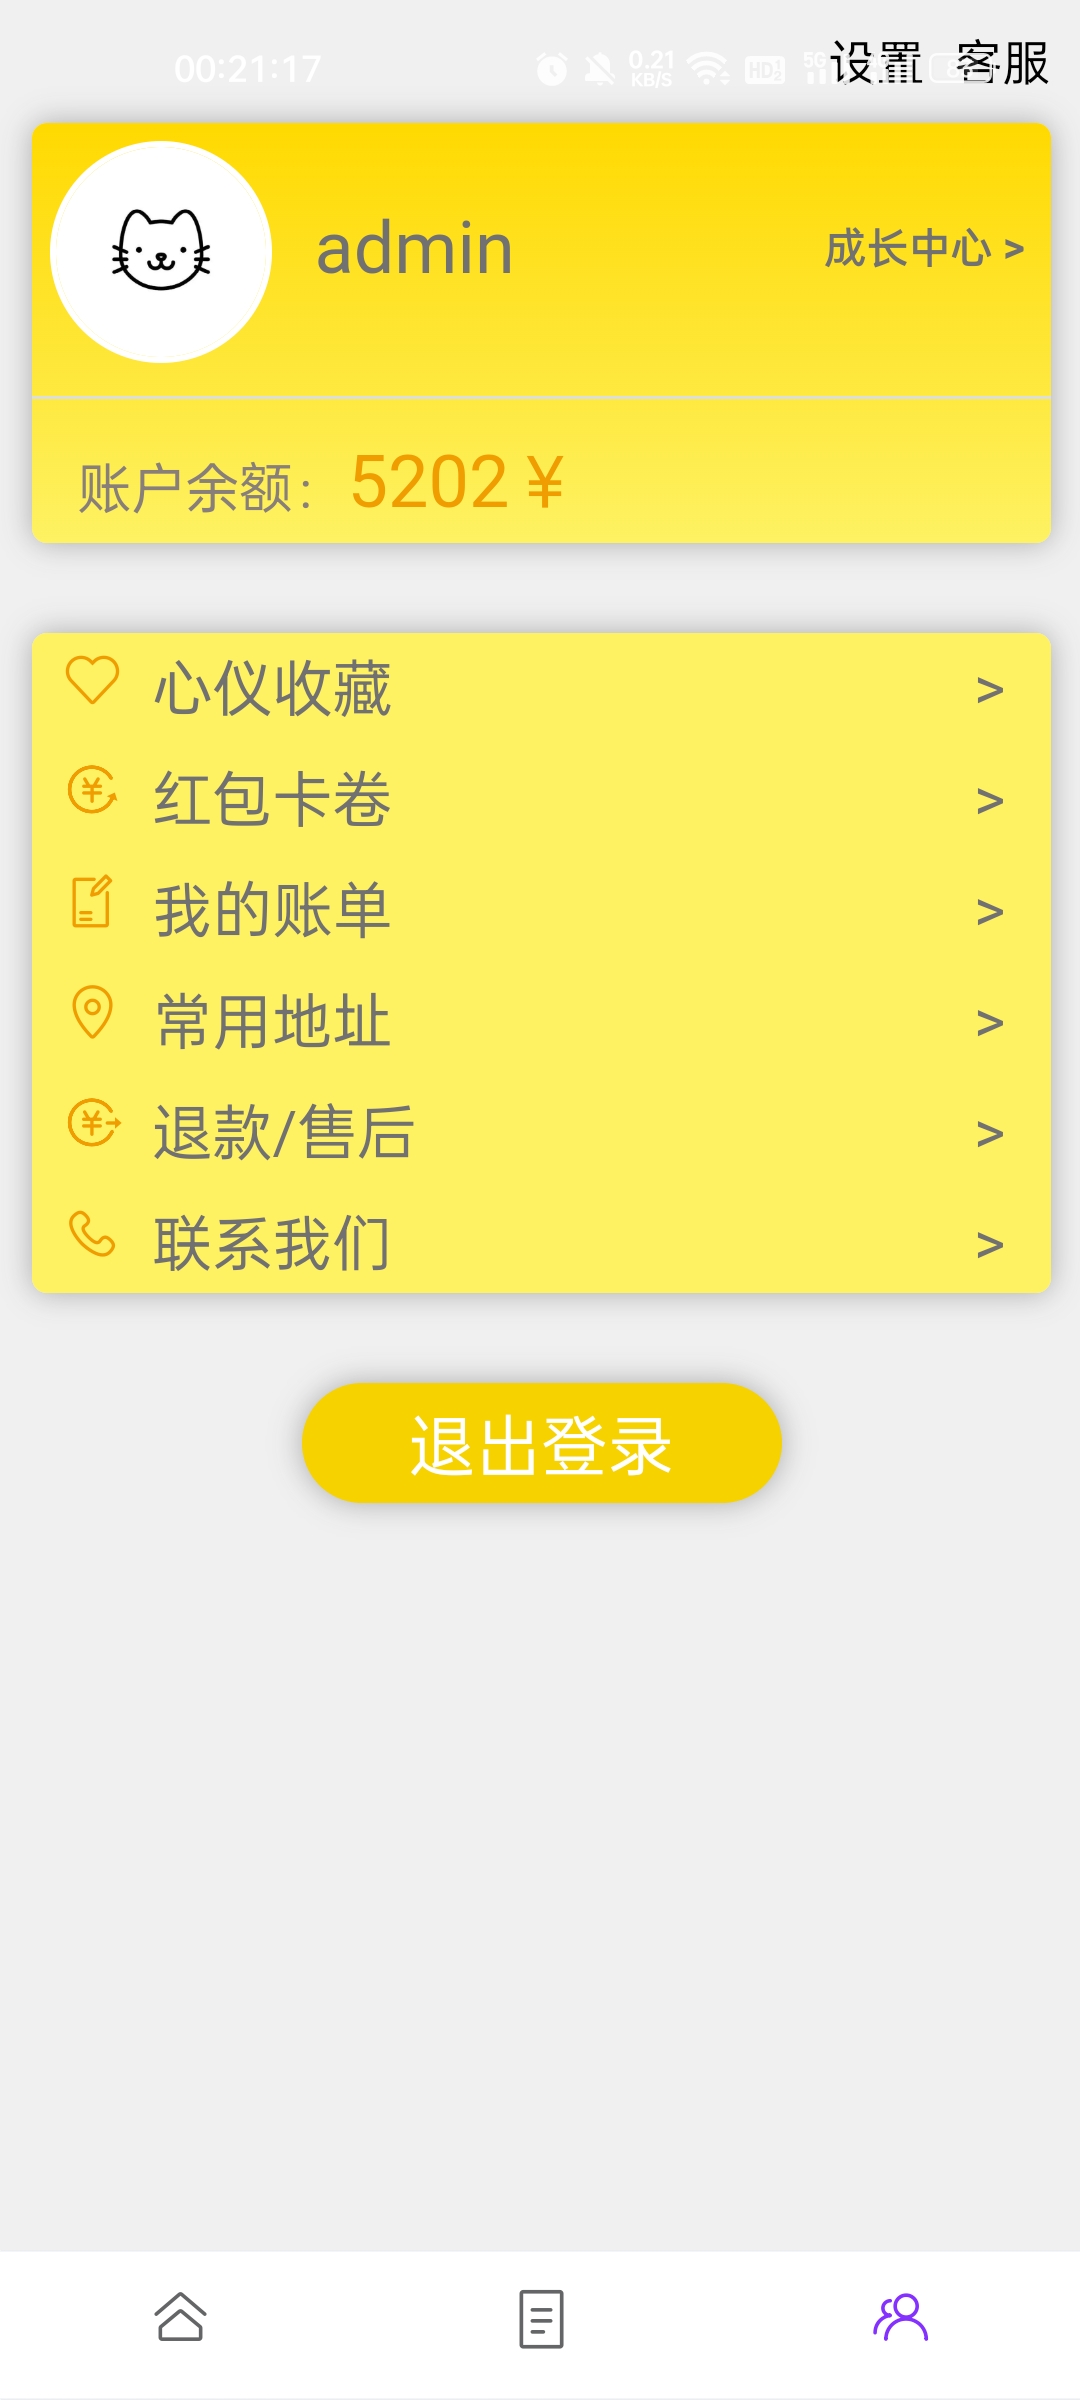 00:21:17 0.21 KB/S HD 5G 设置 客服
admin 成长中心 >
账户余额: 5202 ¥
心仪收藏 >
红包卡卷 >
我的账单 >
常用地址 >
退款/售后 >
联系我们 >
退出登录